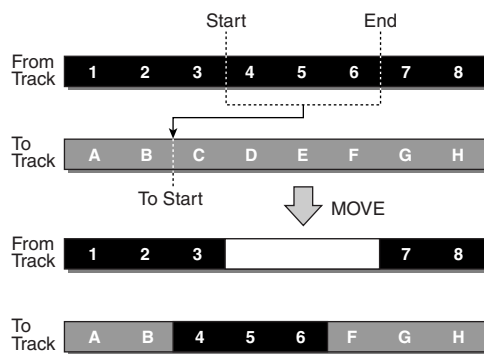 Start End
From
Track 1 2 3 4 5 6 7 8
To
Track A B C D E F G H
To Start
MOVE
From
Track 1 2 3 7 8
To
Track A B 4 5 6 F G H